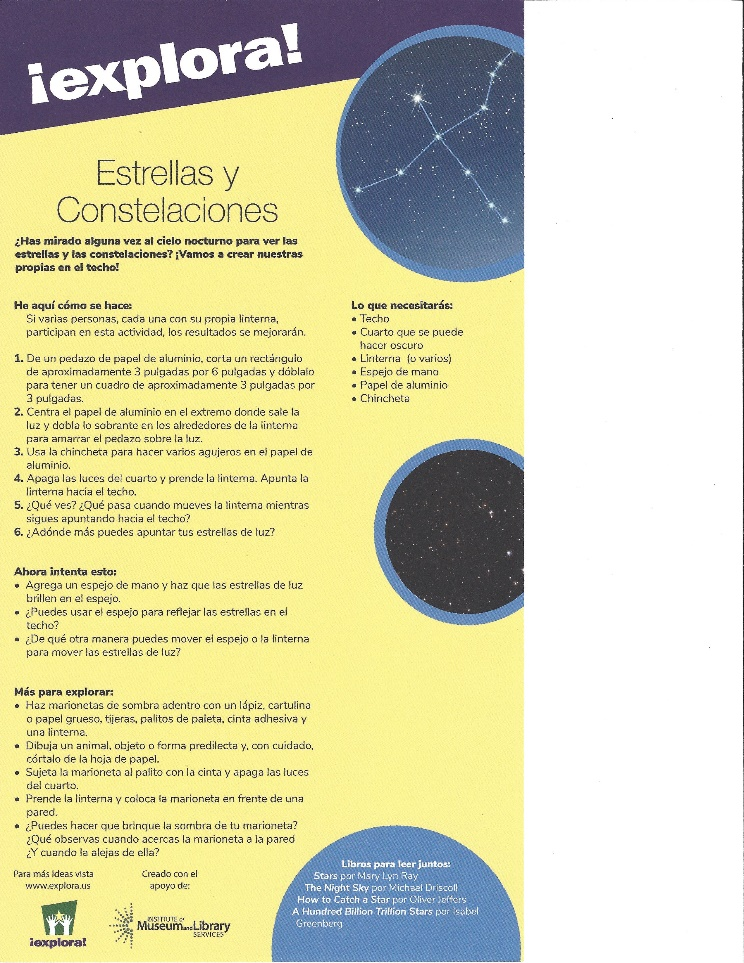 ¡explora!
Estrellas y
Constelaciones
¿Has mirado alguna vez al cielo nocturno para ver las
estrellas y las constelaciones? ¡Vamos a crear nuestras
propias en el techo!
He aquí cómo se hace:
Si varias personas, cada una con su propia linterna,
participan en esta actividad, los resultados se mejorarán.
1. De un pedazo de papel de aluminio, corta un rectángulo
de aproximadamente 3 pulgadas por 6 pulgadas y dóblalo
para tener un cuadro de aproximadamente 3 pulgadas por
3 pulgadas.
2. Centra el papel de aluminio en el extremo donde sale la
luz y dobla lo sobrante en los alrededores de la linterna
para amarrar el pedazo sobre la luz.
3. Usa la chincheta para hacer varios agujeros en el papel de
aluminio.
4. Apaga las luces del cuarto y prende la linterna. Apunta la
linterna hacia el techo.
5. ¿Qué ves? ¿Qué pasa cuando mueves la linterna mientras
sigues apuntando hacia el techo?
6. ¿Adónde más puedes apuntar tus estrellas de luz?
Lo que necesitarás:
• Techo
• Cuarto que se puede
hacer oscuro
• Linterna (o varios)
• Espejo de mano
• Papel de aluminio
• Chincheta
Ahora intenta esto:
• Agrega un espejo de mano y haz que las estrellas de luz
brillen en el espejo.
• ¿Puedes usar el espejo para reflejar las estrellas en el
techo?
• ¿De qué otra manera puedes mover el espejo o la linterna
para mover las estrellas de luz?
Más para explorar:
• Haz marionetas de sombra adentro con un lápiz, cartulina
o papel grueso, tijeras, palitos de paleta, cinta adhesiva y
una linterna.
• Dibuja un animal, objeto o forma predilecta y, con cuidado,
córtalo de la hoja de papel.
• Sujeta la marioneta al palito con la cinta y apaga las luces
del cuarto.
• Prende la linterna y coloca la marioneta en frente de una
pared.
• ¿Puedes hacer que brinque la sombra de tu marioneta?
¿Qué observas cuando acercas la marioneta a la pared
¿Y cuando la alejas de ella?
Para más ideas vista
www.explora.us
¡explora!
Creado con el
apoyo de:
INSTITUTE of
Museum and Library
SERVICES
Libros para leer juntos:
Stars por Mary Lyn Ray
The Night Sky por Michael Driscoll
How to Catch a Star por Oliver Jeffers
A Hundred Billion Trillion Stars por Isabel
Greenberg